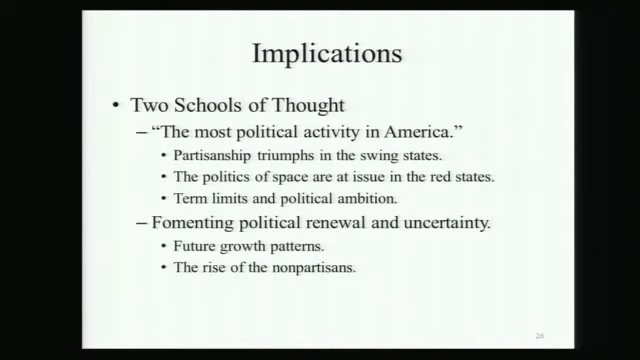 Implications
• Two Schools of Thought
– “The most political activity in America.”
• Partisanship triumphs in the swing states.
• The politics of space are at issue in the red states.
• Term limits and political ambition.
– Fomenting political renewal and uncertainty.
• Future growth patterns.
• The rise of the nonpartisans.